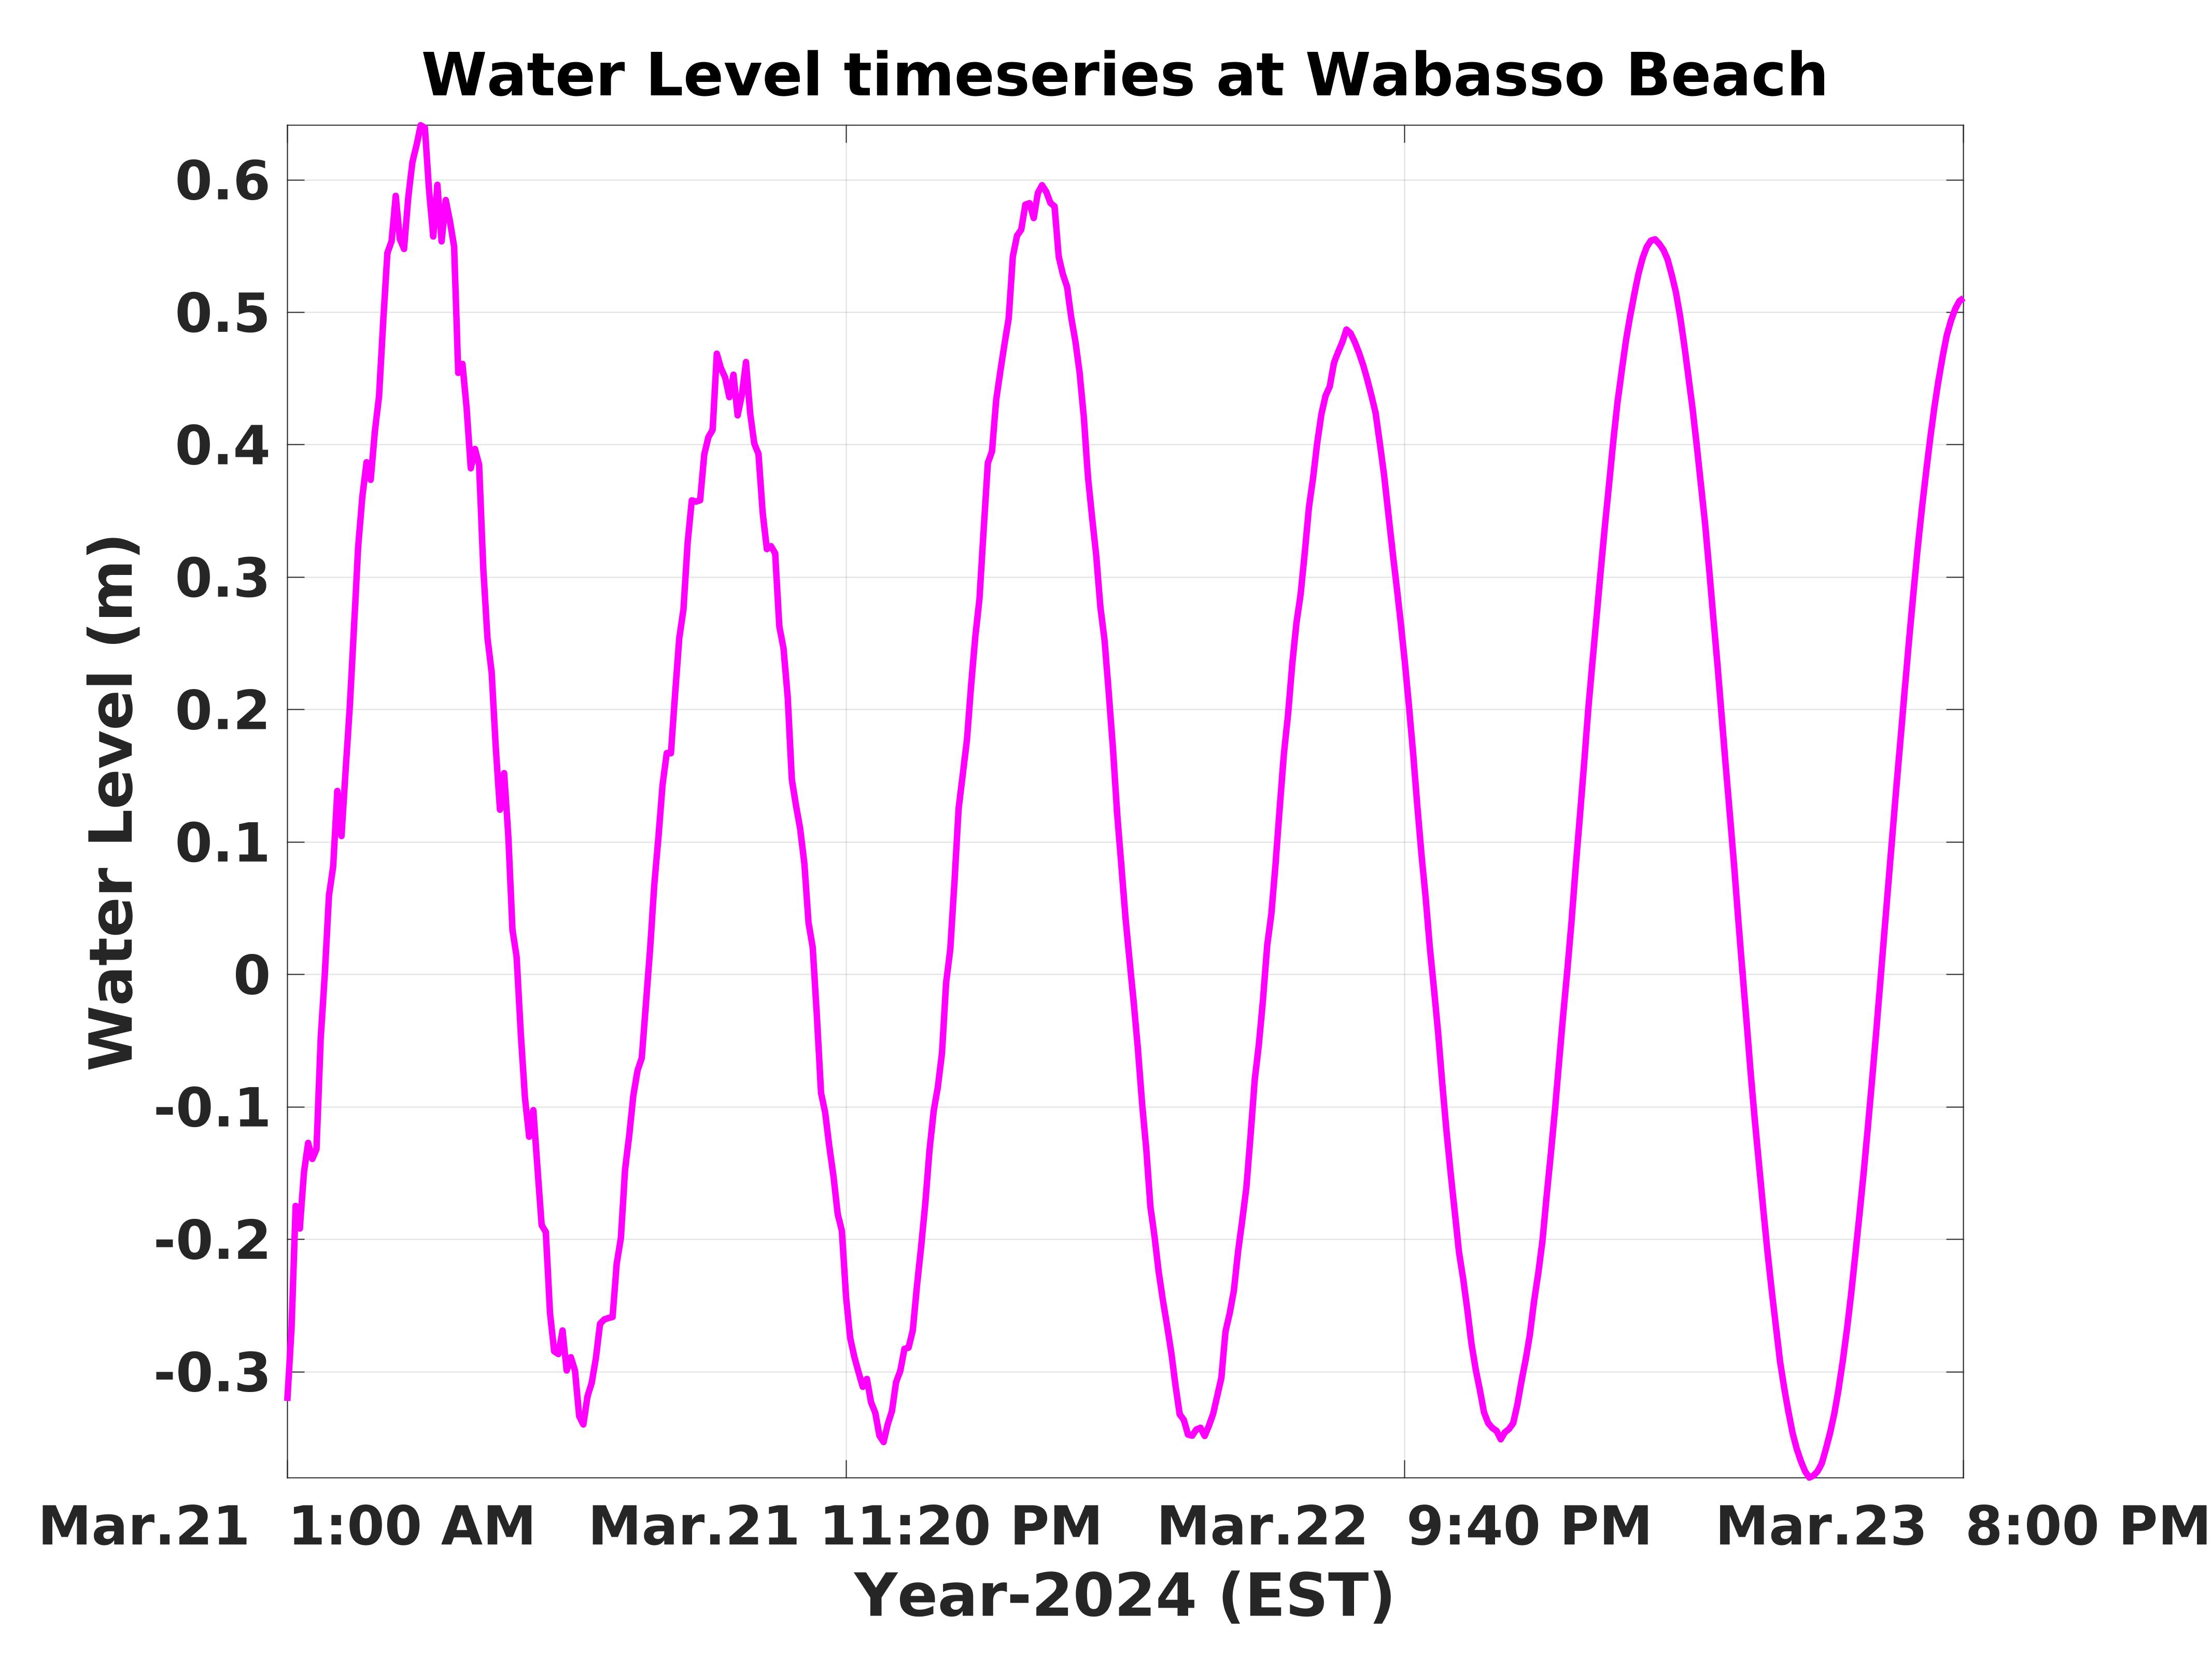 Water Level timeseries at Wabasso Beach
0.6
0.5
0.4
0.3
0.2
0.1
0
-0.1
-0.2
-0.3
Water Level (m)
Mar.21  1:00 AM  Mar.21 11:20 PM  Mar.22  9:40 PM  Mar.23  8:00 PM
Year-2024 (EST)